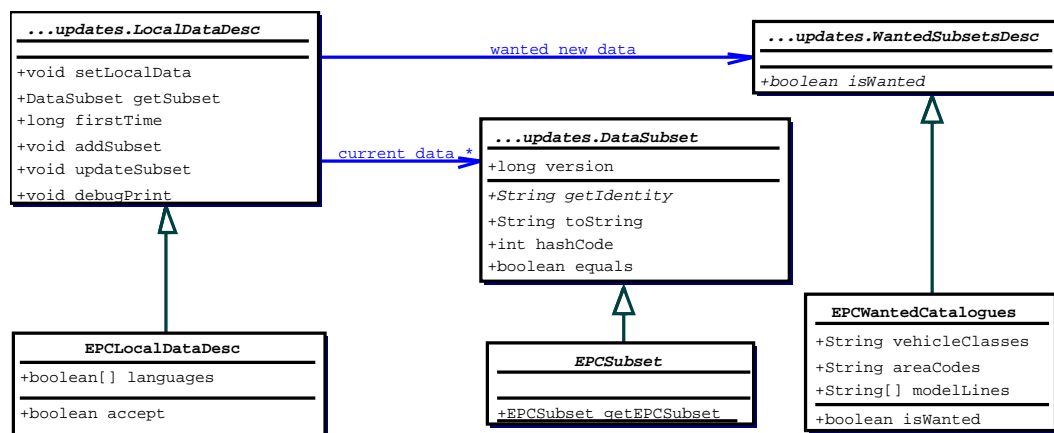 ...updates.LocalDataDesc
+void setLocalData
+DataSubset getSubset
+long firstTime
+void addSubset
+void updateSubset
+void debugPrint
wanted new data
current data *
...updates.WantedSubsetsDesc
+boolean isWanted
...updates.DataSubset
+long version
+String getIdentity
+String toString
+int hashCode
+boolean equals
EPCLocalDataDesc
+boolean[] languages
+boolean accept
EPCSubset
+EPCSubset getEPCSubset
EPCWantedCatalogues
+String vehicleClasses
+String areaCodes
+String[] modelLines
+boolean isWanted